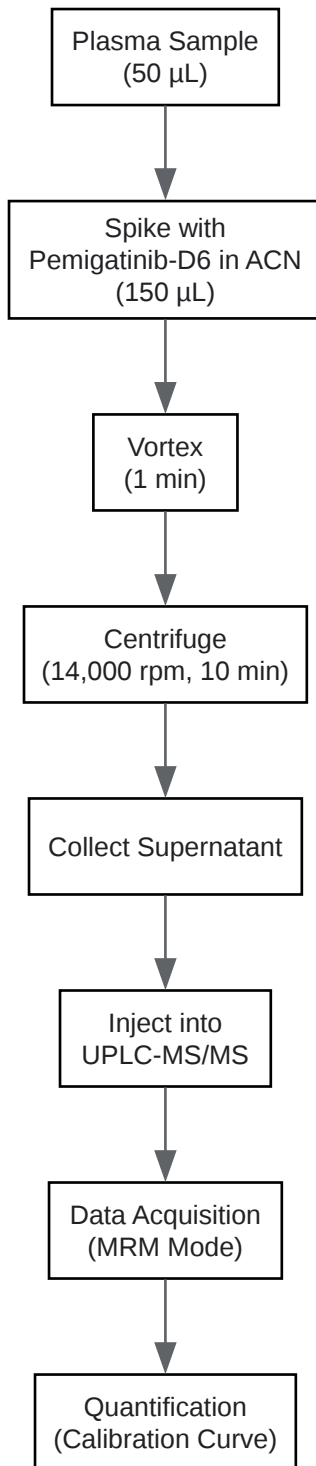 Plasma Sample
(50 µL)
Spike with
Pemigatinib-D6 in ACN
(150 µL)
Vortex
(1 min)
Centrifuge
(14,000 rpm, 10 min)
Collect Supernatant
Inject into
UPLC-MS/MS
Data Acquisition
(MRM Mode)
Quantification
(Calibration Curve)